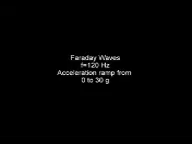 Faraday Waves
f=120 Hz
Acceleration ramp from
0 to 30 g